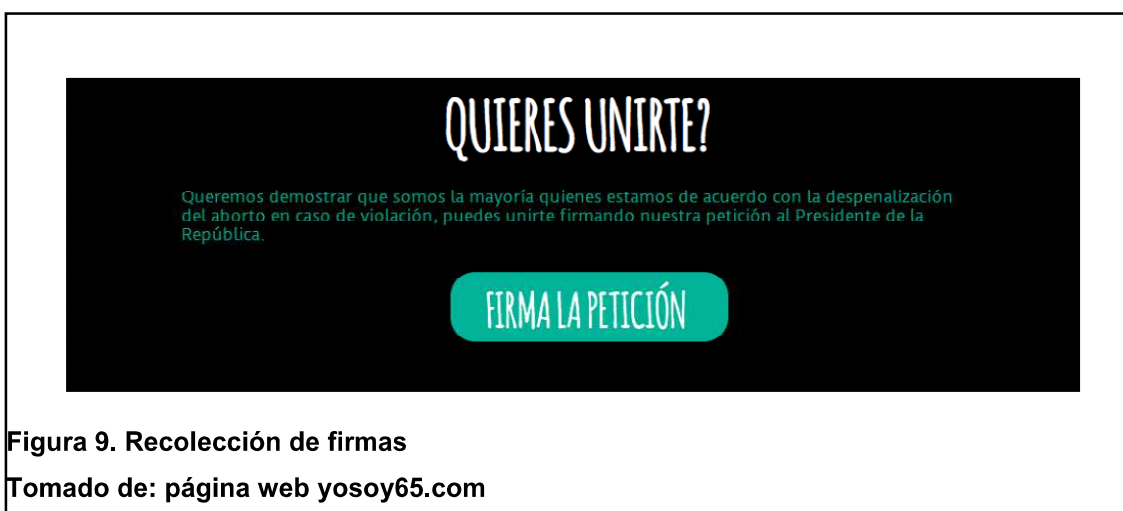 QUIERES UNIRTE?
Queremos demostrar que somos la mayoría quienes estamos de acuerdo con la despenalización
del aborto en caso de violación, puedes unirte firmando nuestra petición al Presidente de la
República.
FIRMA LA PETICIÓN
Figura 9. Recolección de firmas
Tomado de: página web yosoy65.com